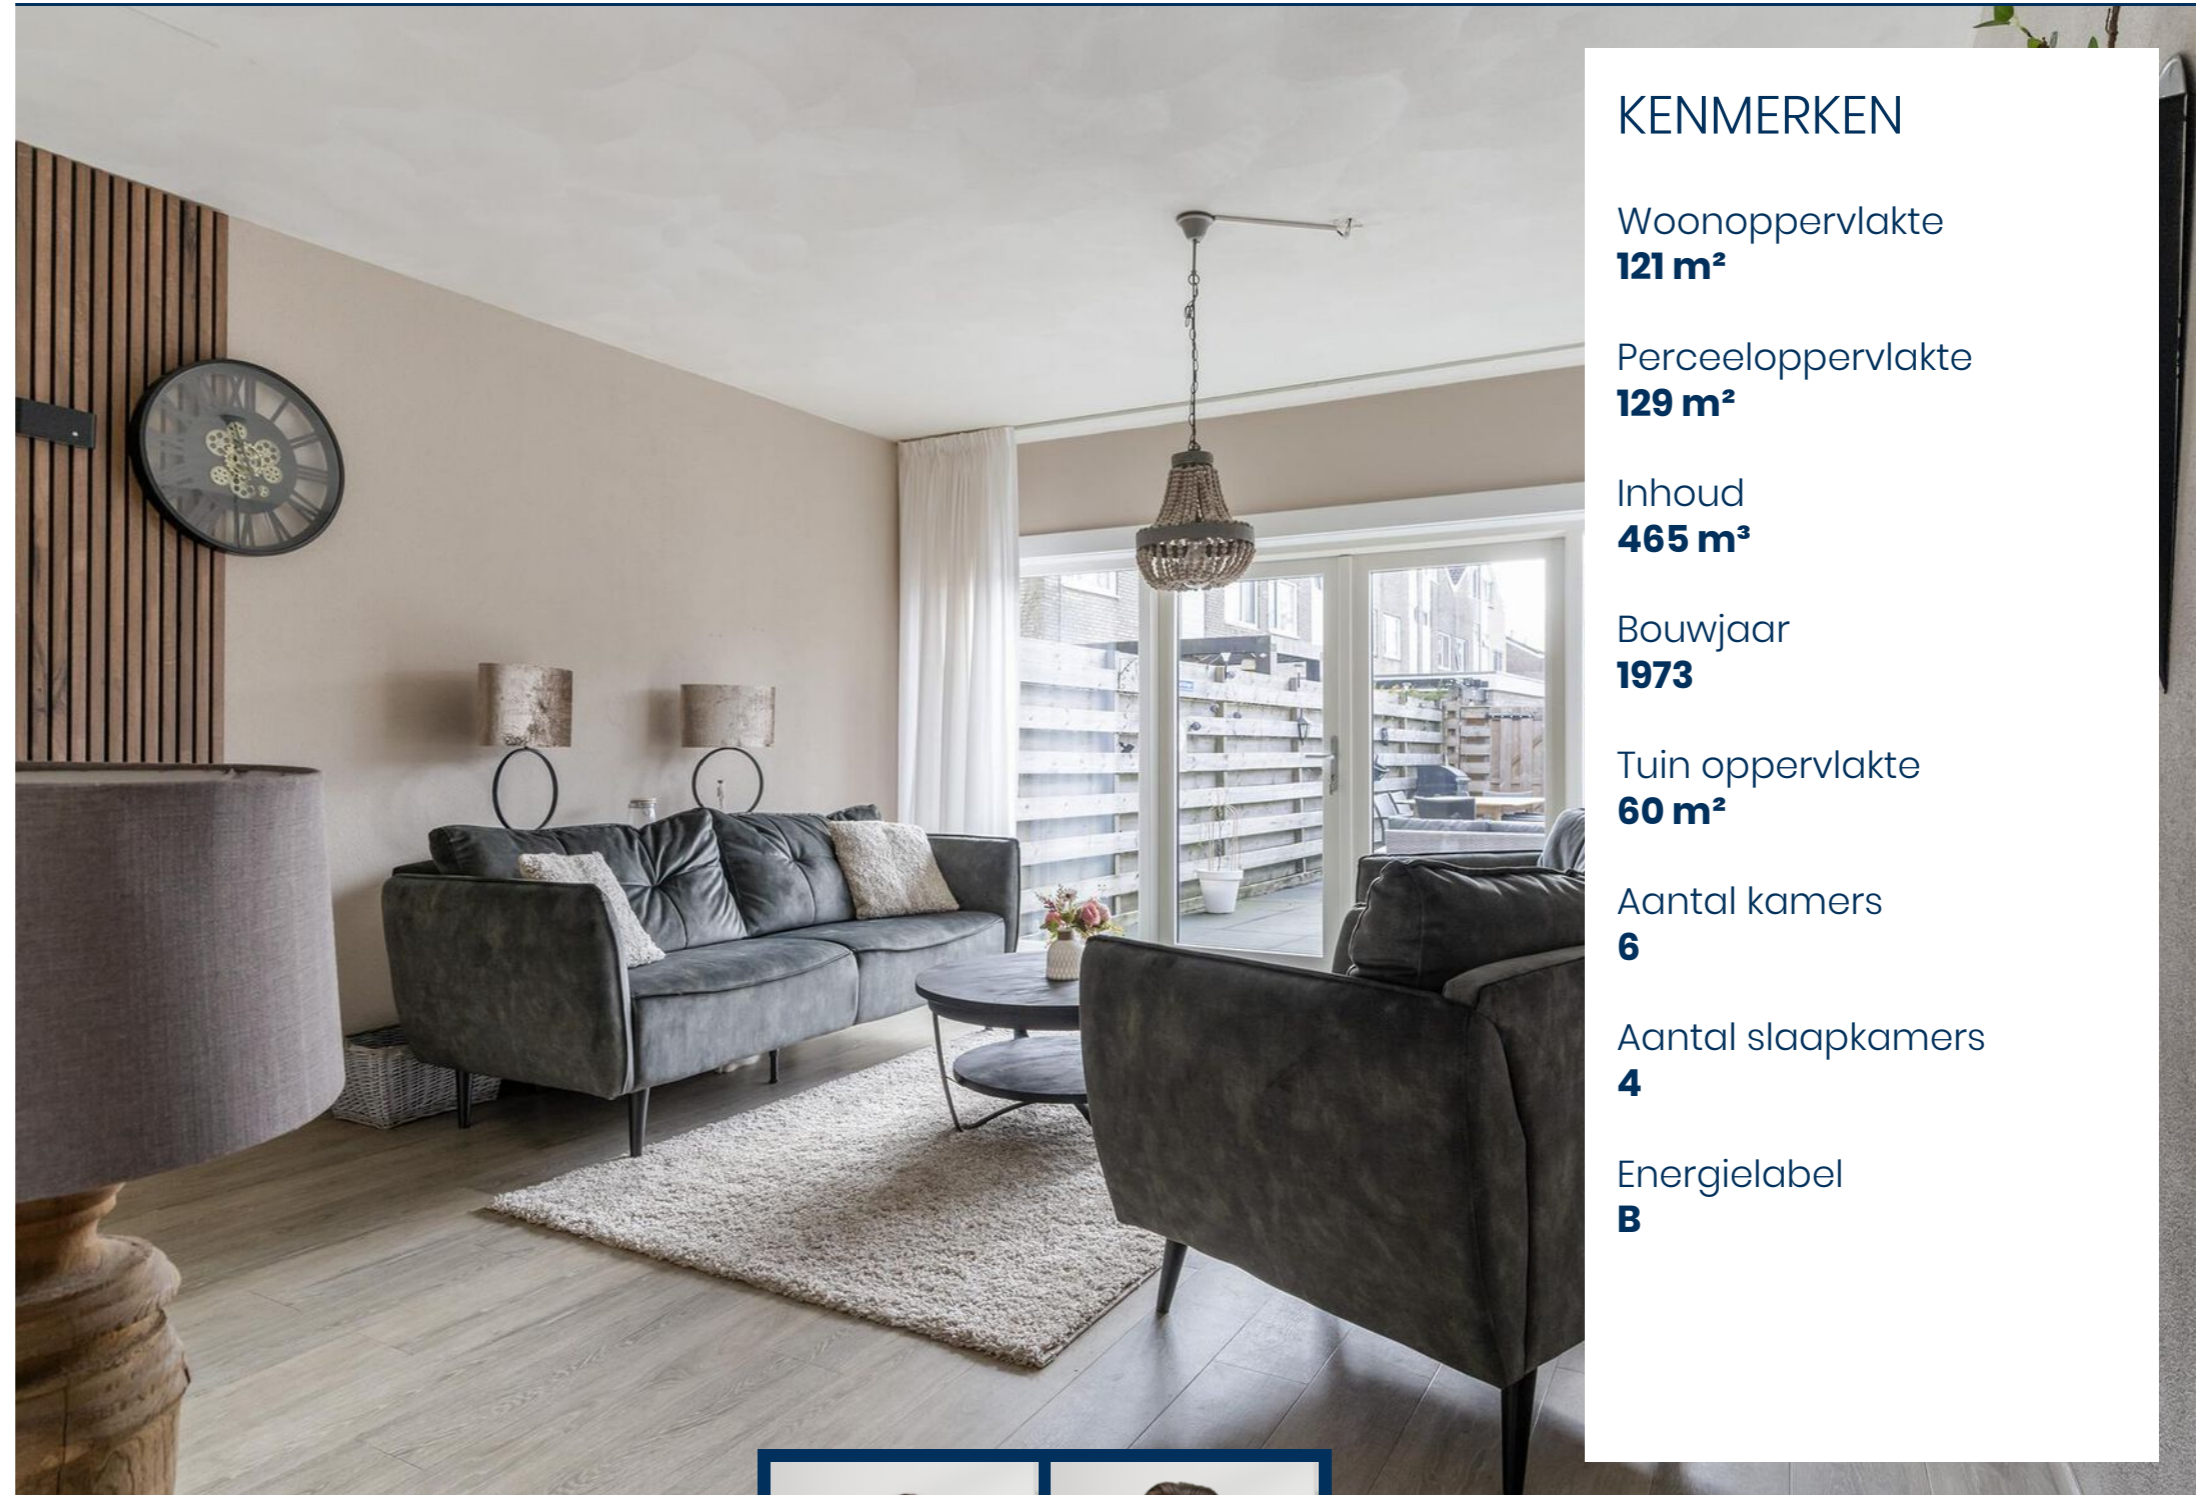 KENMERKEN
Woonoppervlakte
121 m²
Perceeloppervlakte
129 m²
Inhoud
465 m³
Bouwjaar
1973
Tuin oppervlakte
60 m²
Aantal kamers
6
Aantal slaapkamers
4
Energielabel
B